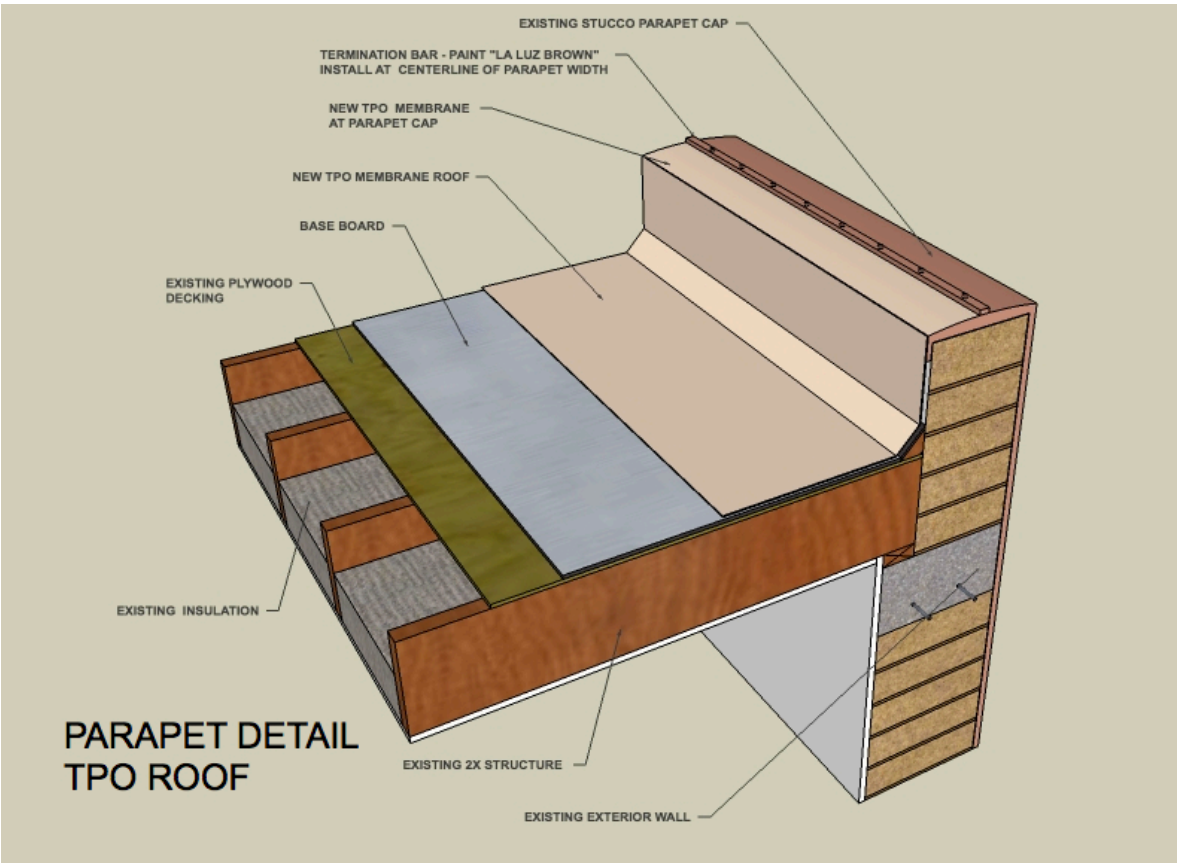 EXISTING STUCCO PARAPET CAP
TERMINATION BAR - PAINT "LA LUZ BROWN"
INSTALL AT CENTERLINE OF PARAPET WIDTH
NEW TPO MEMBRANE
AT PARAPET CAP
NEW TPO MEMBRANE ROOF
BASE BOARD
EXISTING PLYWOOD
DECKING
EXISTING INSULATION
PARAPET DETAIL
TPO ROOF
EXISTING 2X STRUCTURE
EXISTING EXTERIOR WALL